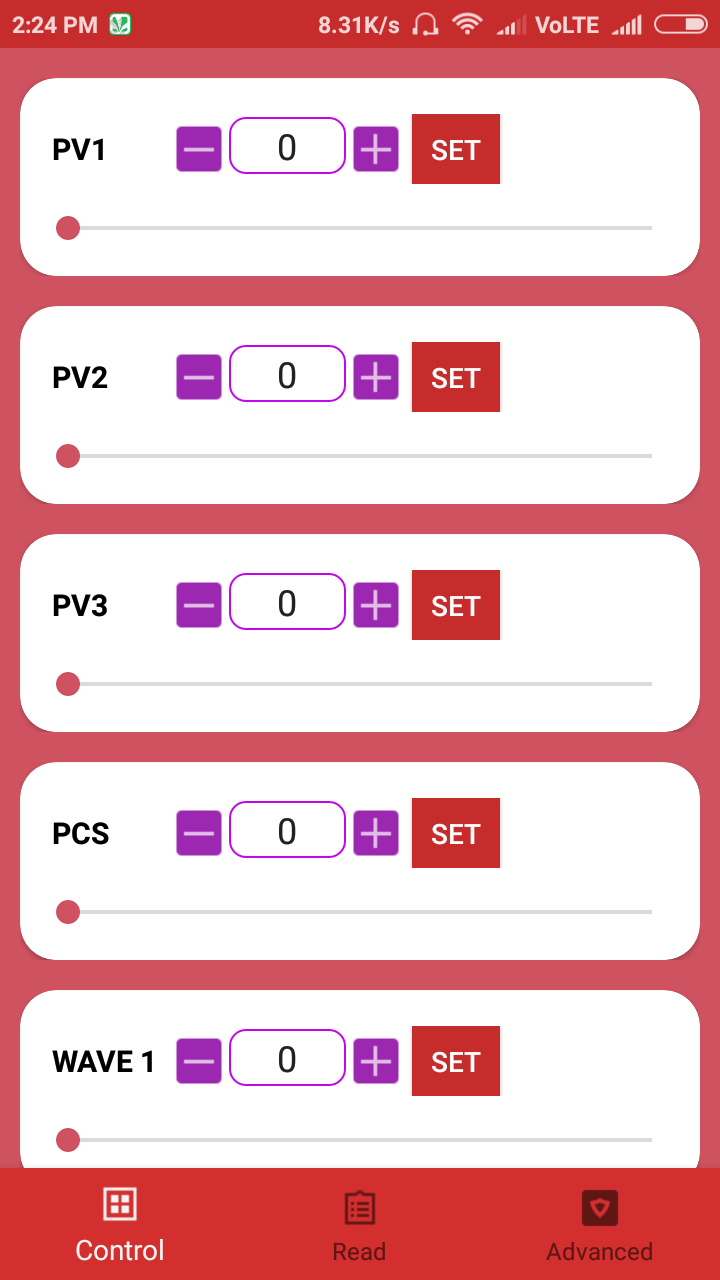 2:24 PM 8.31K/s VoLTE
PV1 0 SET
PV2 0 SET
PV3 0 SET
PCS 0 SET
WAVE 1 0 SET
Control Read Advanced